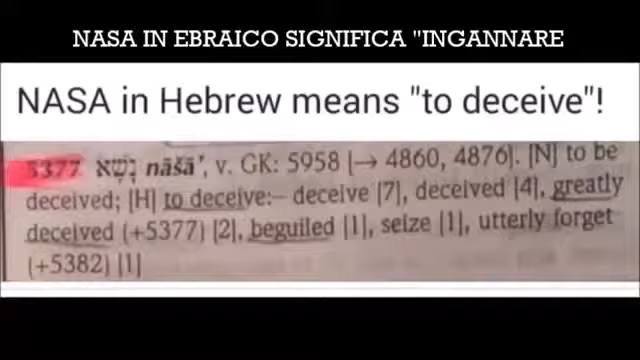 NASA IN EBRAICO SIGNIFICA "INGANNARE
NASA in Hebrew means "to deceive"!
5377 נָשָׁא nāšā', v. GK: 5958 [→ 4860, 4876]. [N] to be
deceived; [H] to deceive:– deceive [7], deceived [4], greatly
deceived (+5377) [2], beguiled [1], seize [1], utterly forget
(+5382) [1]